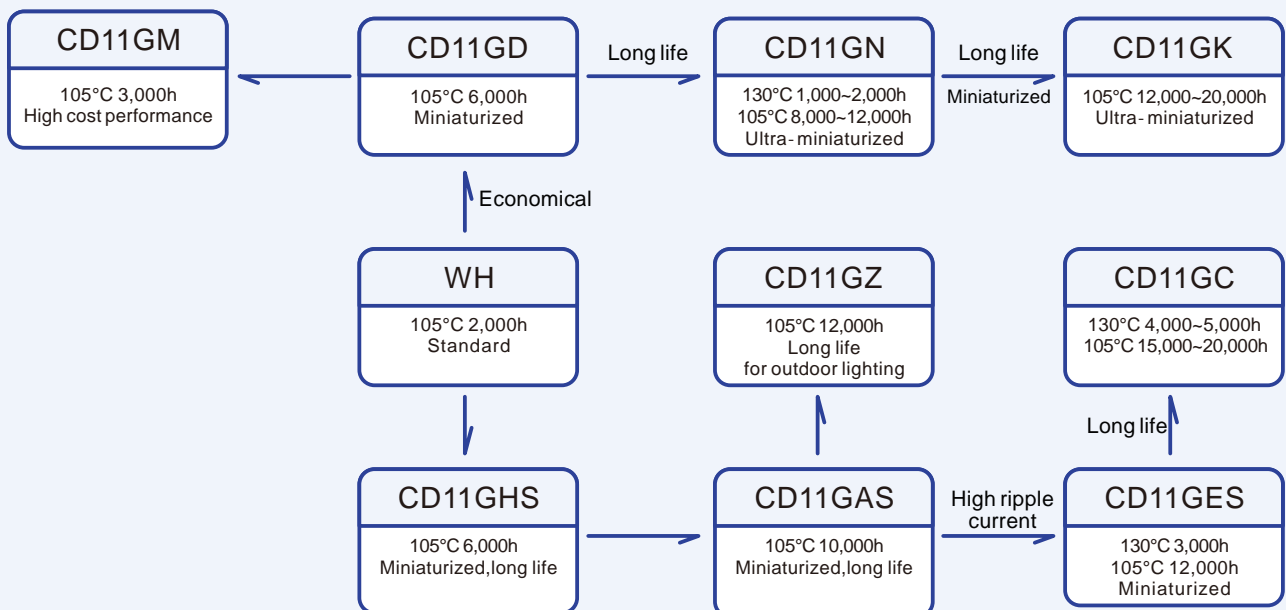 CD11GM
105°C 3,000h
High cost performance
CD11GD
105°C 6,000h
Miniaturized
Long life
CD11GN
130°C 1,000~2,000h
105°C 8,000~12,000h
Ultra-miniaturized
Long life
Miniaturized
CD11GK
105°C 12,000~20,000h
Ultra-miniaturized
Economical
WH
105°C 2,000h
Standard
CD11GZ
105°C 12,000h
Long life
for outdoor lighting
CD11GC
130°C 4,000~5,000h
105°C 15,000~20,000h
Long life
CD11GHS
105°C 6,000h
Miniaturized,long life
CD11GAS
105°C 10,000h
Miniaturized,long life
High ripple
current
CD11GES
130°C 3,000h
105°C 12,000h
Miniaturized